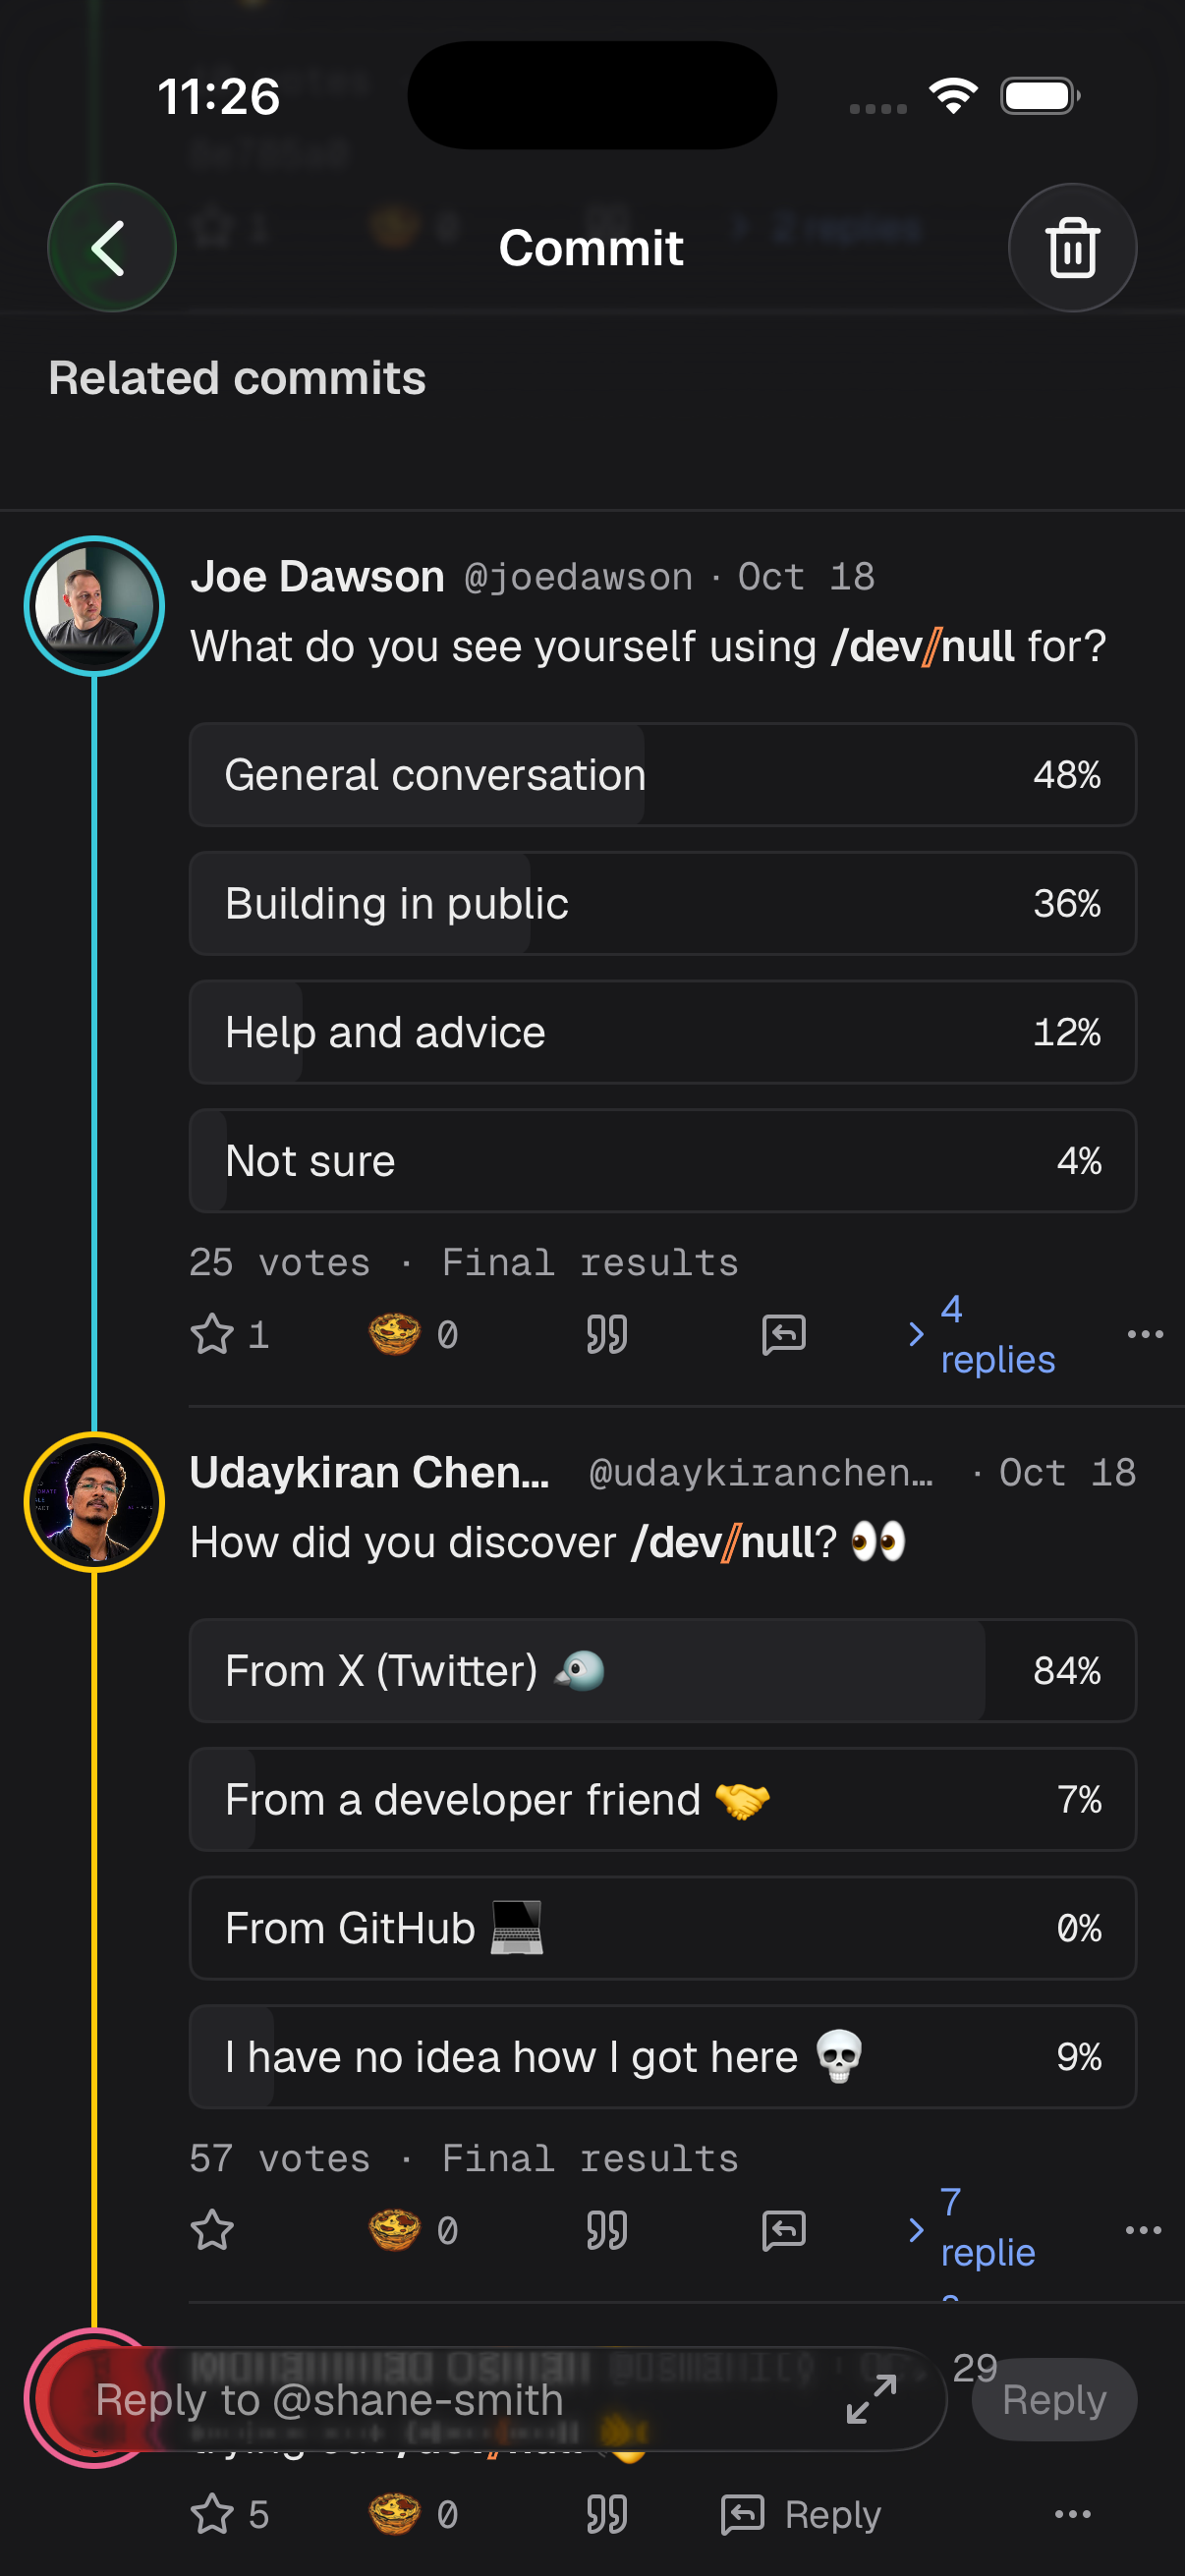 11:26
Commit
Related commits
Joe Dawson @joedawson · Oct 18
What do you see yourself using /dev//null for?
General conversation 48%
Building in public 36%
Help and advice 12%
Not sure 4%
25 votes · Final results
1 0 4 replies
Udaykiran Chen... @udaykiranchen... · Oct 18
How did you discover /dev//null? 👀
From X (Twitter) 🐦 84%
From a developer friend 🤝 7%
From GitHub 💻 0%
I have no idea how I got here 💀 9%
57 votes · Final results
0 7 replie
29
Reply to @shane-smith Reply
5 0 Reply